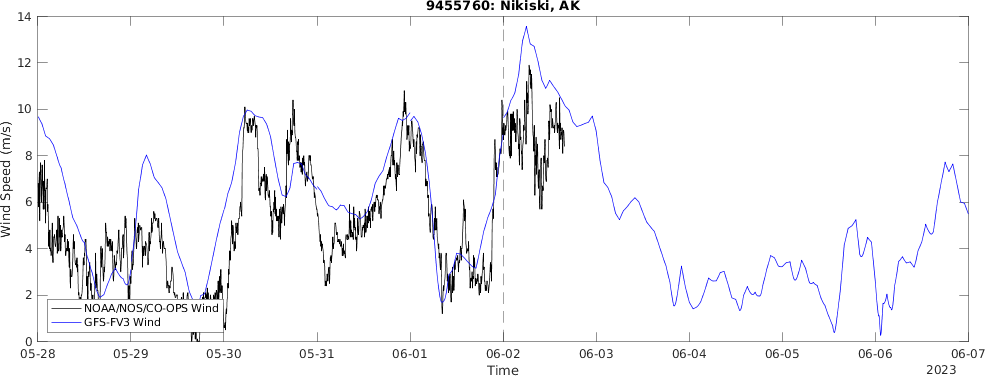 9455760: Nikiski, AK
Wind Speed (m/s)
14
12
10
8
6
4
2
0
NOAA/NOS/CO-OPS Wind
GFS-FV3 Wind
05-28 05-29 05-30 05-31 06-01 06-02 06-03 06-04 06-05 06-06 06-07
Time
2023